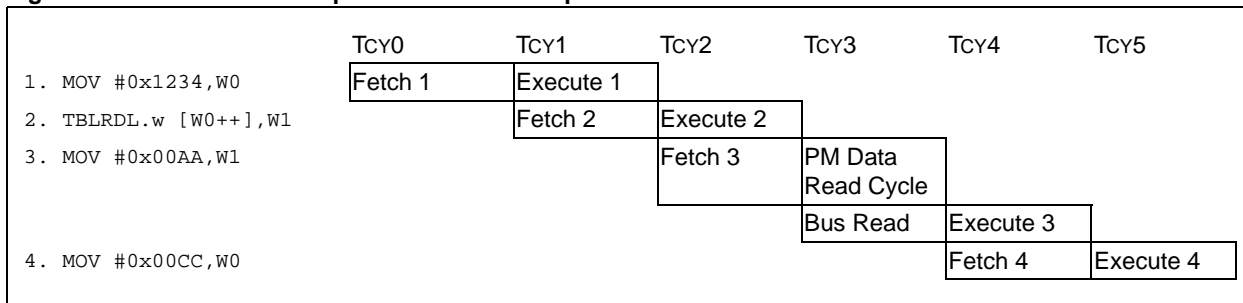 TCY0 TCY1 TCY2 TCY3 TCY4 TCY5
1. MOV #0x1234,W0 Fetch 1 Execute 1
2. TBLRDL.w [W0++],W1 Fetch 2 Execute 2
3. MOV #0x00AA,W1 Fetch 3 PM Data
Read Cycle
Bus Read Execute 3
4. MOV #0x00CC,W0 Fetch 4 Execute 4